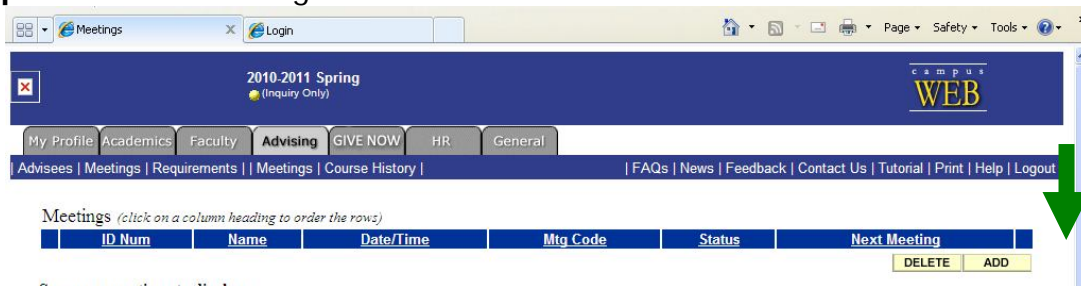 Meetings X Login Page Safety Tools
2010-2011 Spring
(Inquiry Only)
campus
WEB
My Profile Academics Faculty Advising GIVE NOW HR General
| Advisees | Meetings | Requirements | | Meetings | Course History | | FAQs | News | Feedback | Contact Us | Tutorial | Print | Help | Logout
Meetings (click on a column heading to order the rows)
ID Num Name Date/Time Mtg Code Status Next Meeting
DELETE ADD